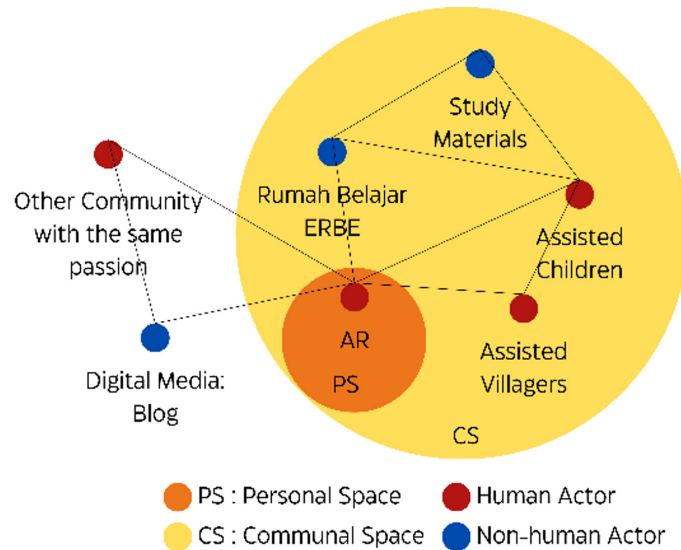 Study
Materials
Rumah Belajar
ERBE
Other Community
with the same
passion
Assisted
Children
AR
PS
Assisted
Villagers
Digital Media:
Blog
CS
PS : Personal Space
Human Actor
CS : Communal Space
Non-human Actor